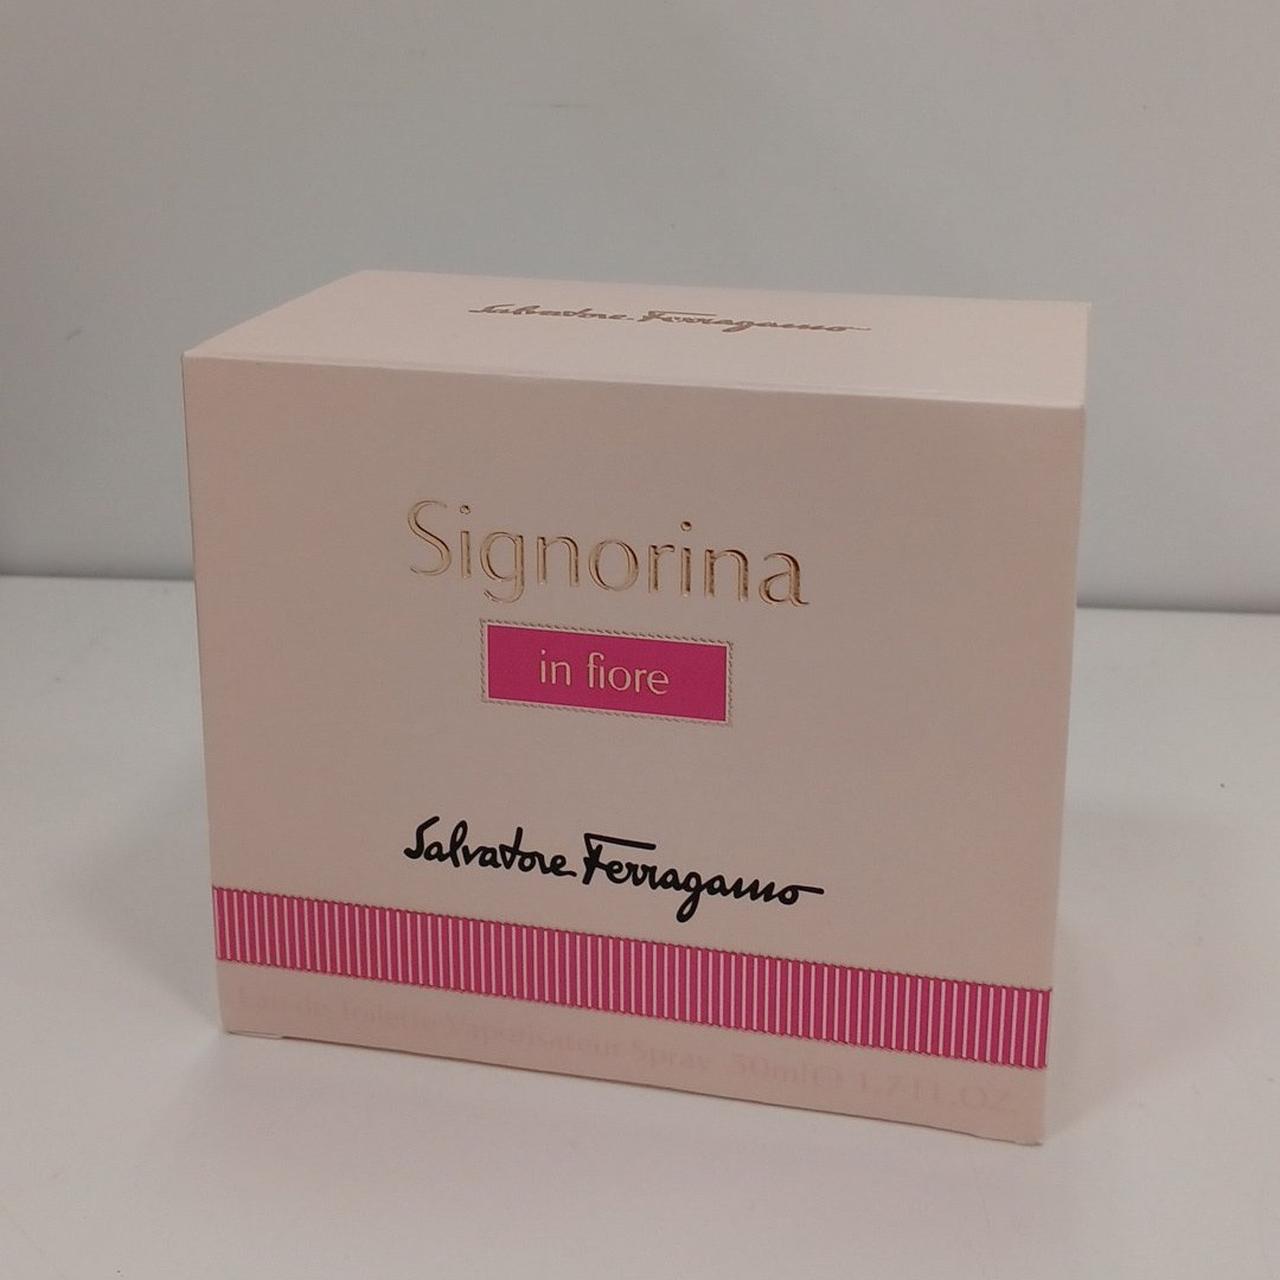 Salvatore Ferragamo
Signorina
in fiore
Salvatore Ferragamo
Eau de Toilette Vaporisateur Spray 50ml℮ 1.7 FL.OZ.